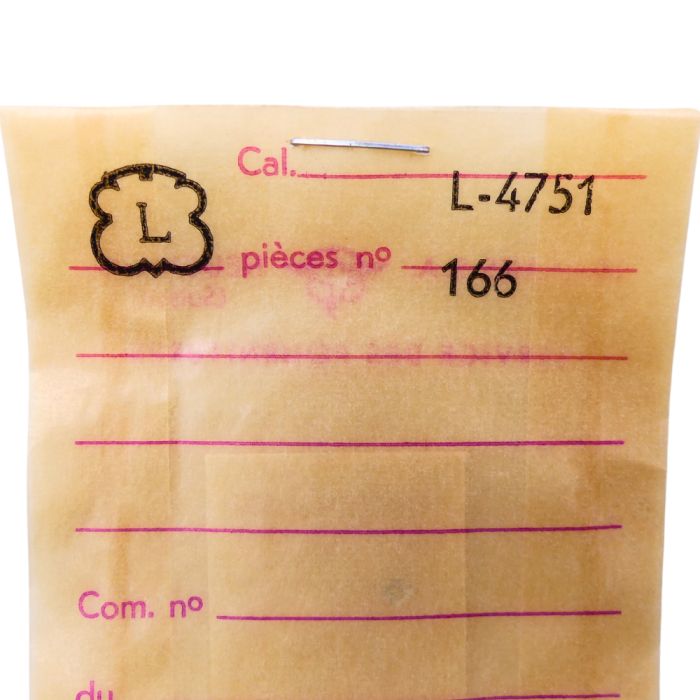 Cal. L-4751
L
pièces nº 166
Com. nº
du